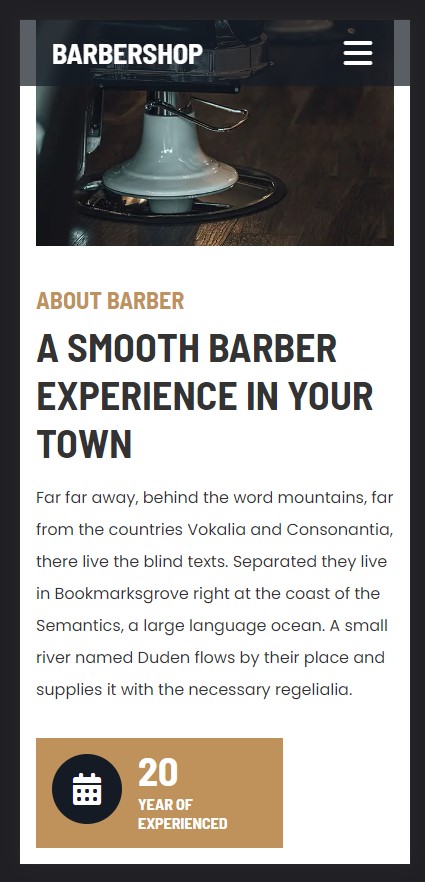 BARBERSHOP
ABOUT BARBER
A SMOOTH BARBER
EXPERIENCE IN YOUR
TOWN
Far far away, behind the word mountains, far
from the countries Vokalia and Consonantia,
there live the blind texts. Separated they live
in Bookmarksgrove right at the coast of the
Semantics, a large language ocean. A small
river named Duden flows by their place and
supplies it with the necessary regelialia.
20
YEAR OF
EXPERIENCED